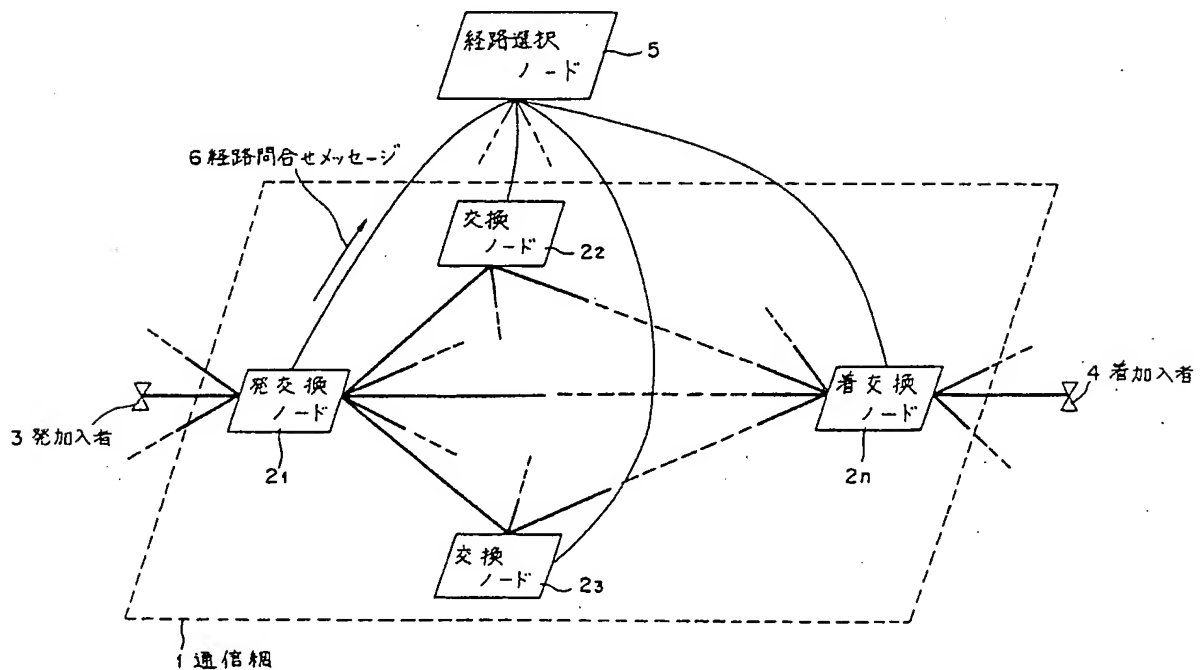 経路選択
ノード
5
6 経路問合せメッセージ
交換
ノード
22
発交換
ノード
21
3 発加入者
着交換
ノード
2n
4 着加入者
交換
ノード
23
1 通信網